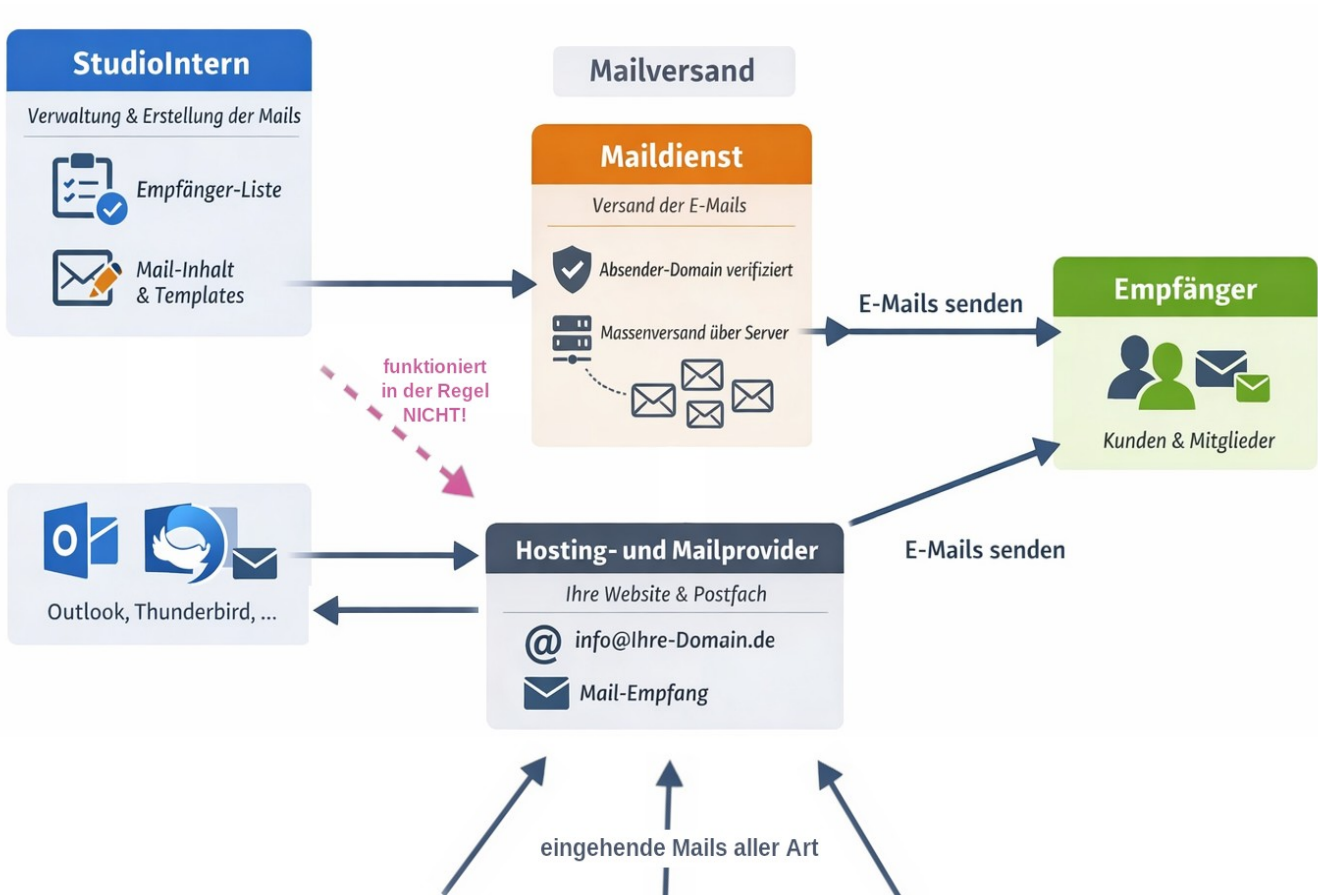 StudioIntern
Verwaltung & Erstellung der Mails
Empfänger-Liste
Mail-Inhalt
& Templates
Mailversand
Maildienst
Versand der E-Mails
Absender-Domain verifiziert
Massenversand über Server
E-Mails senden
Empfänger
Kunden & Mitglieder
funktioniert
in der Regel
NICHT!
O
Outlook, Thunderbird, ...
Hosting- und Mailprovider
Ihre Website & Postfach
@ info@Ihre-Domain.de
Mail-Empfang
E-Mails senden
eingehende Mails aller Art